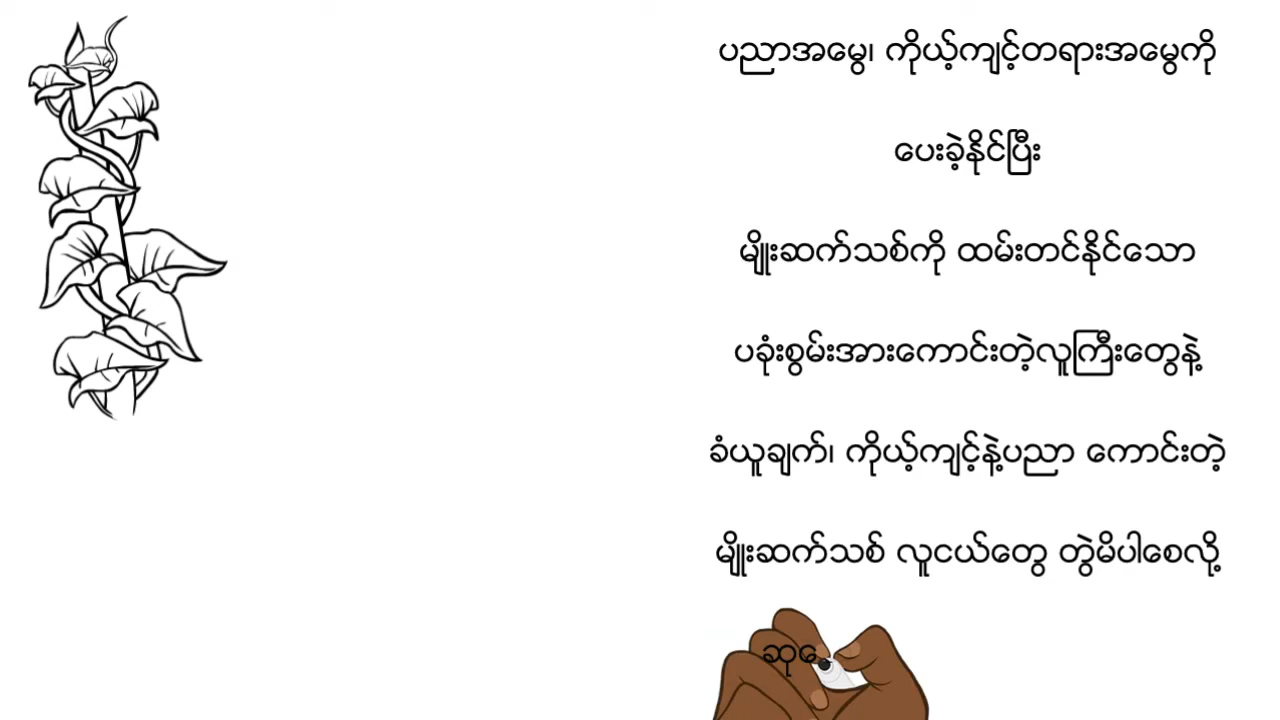 ပညာအမွေ၊ ကိုယ့်ကျင့်တရားအမွေကို
ပေးခဲ့နိုင်ပြီး
မျိုးဆက်သစ်ကို ထမ်းတင်နိုင်သော
ပခုံးစွမ်းအားကောင်းတဲ့လူကြီးတွေနဲ့
ခံယူချက်၊ ကိုယ့်ကျင့်နဲ့ပညာ ကောင်းတဲ့
မျိုးဆက်သစ် လူငယ်တွေ တွဲမိပါစေလို့